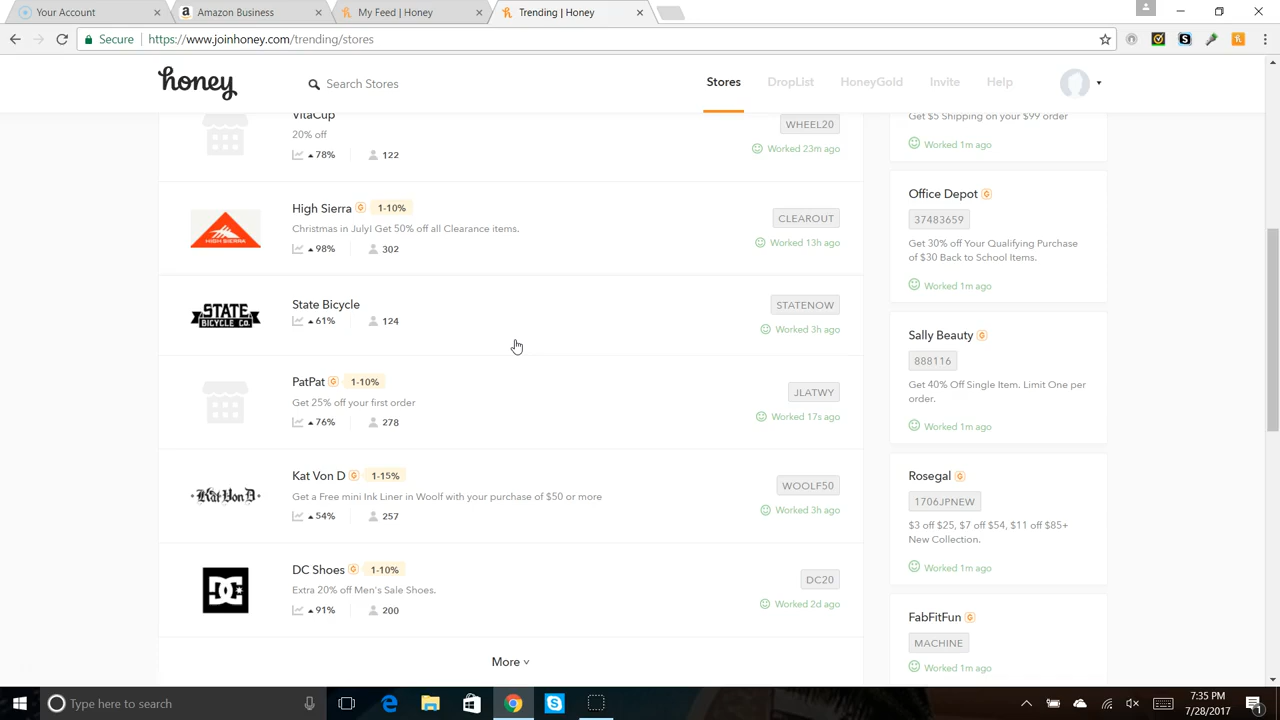 Your Account
Amazon
My Feed | Honey
Trending | Honey
Secure
https://www.joinhoney.com/trending/stores
honey
Search Stores
Stores
DropList
HoneyGold
Invite
Help
VitaCup
20% off
78%
122
WHEEL20
Worked 23m ago
High Sierra
1-10%
Christmas in July! Get 50% off all Clearance items.
98%
302
CLEAROUT
Worked 13h ago
HIGH SIERRA
State Bicycle
61%
124
STATENOW
Worked 3h ago
STATE
BICYCLE CO.
PatPat
1-10%
Get 25% off your first order
76%
278
JLATWY
Worked 17s ago
Kat Von D
Kat Von D
1-15%
Get a Free mini Ink Liner in Woolf with your purchase of $50 or more
54%
257
WOOLF50
Worked 3h ago
DC
DC Shoes
1-10%
Extra 20% off Men's Sale Shoes.
91%
200
DC20
Worked 2d ago
More
Get $5 Shipping on your $99 order
Worked 1m ago
Office Depot
37483659
Get 30% off Your Qualifying Purchase
of $30 Back to School Items.
Worked 1m ago
Sally Beauty
888116
Get 40% Off Single Item. Limit One per
order.
Worked 1m ago
Rosegal
1706JPNEW
$3 off $25, $7 off $54, $11 off $85+
New Collection.
Worked 1m ago
FabFitFun
MACHINE
Worked 1m ago
Type here to search
7:35 PM
7/28/2017